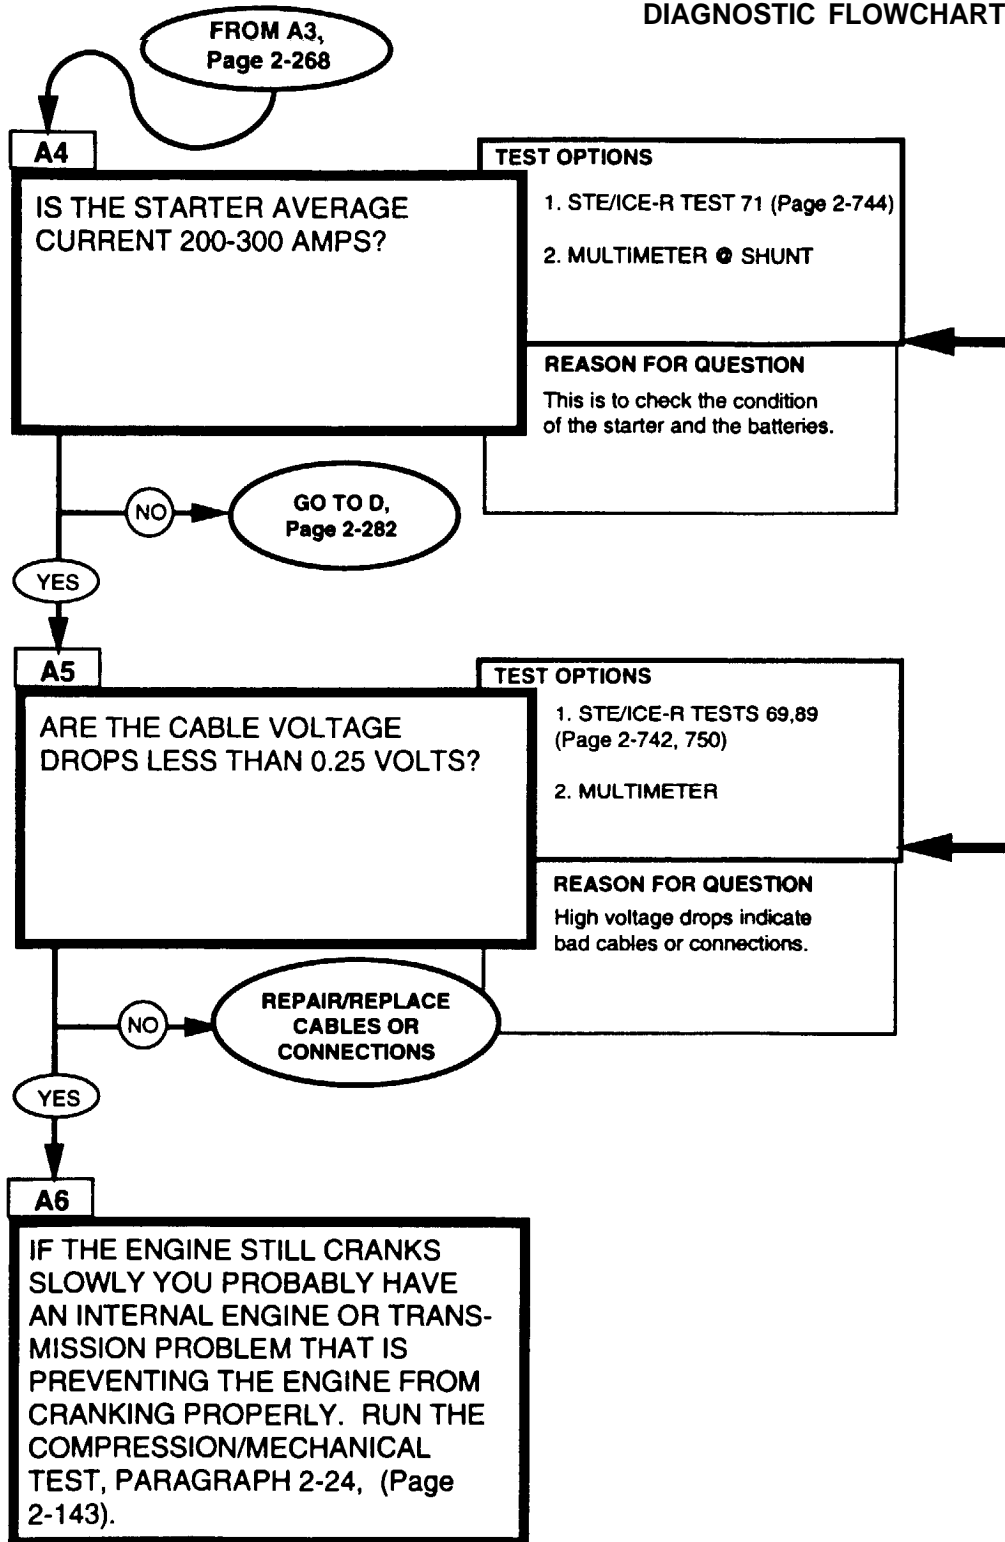 DIAGNOSTIC FLOWCHART
FROM A3,
Page 2-268
A4
IS THE STARTER AVERAGE
CURRENT 200-300 AMPS?
TEST OPTIONS
1. STE/ICE-R TEST 71 (Page 2-744)
2. MULTIMETER @ SHUNT
REASON FOR QUESTION
This is to check the condition
of the starter and the batteries.
NO
GO TO D,
Page 2-282
YES
A5
ARE THE CABLE VOLTAGE
DROPS LESS THAN 0.25 VOLTS?
TEST OPTIONS
1. STE/ICE-R TESTS 69,89
(Page 2-742, 750)
2. MULTIMETER
REASON FOR QUESTION
High voltage drops indicate
bad cables or connections.
NO
REPAIR/REPLACE
CABLES OR
CONNECTIONS
YES
A6
IF THE ENGINE STILL CRANKS
SLOWLY YOU PROBABLY HAVE
AN INTERNAL ENGINE OR TRANS-
MISSION PROBLEM THAT IS
PREVENTING THE ENGINE FROM
CRANKING PROPERLY. RUN THE
COMPRESSION/MECHANICAL
TEST, PARAGRAPH 2-24, (Page
2-143).